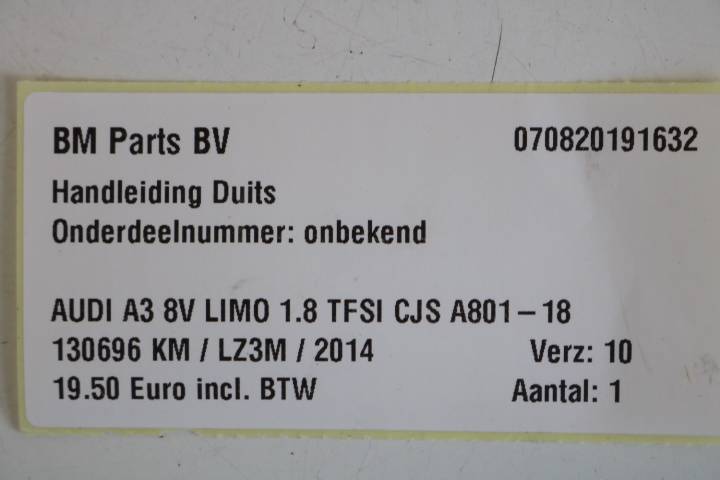 BM Parts BV 070820191632
Handleiding Duits
Onderdeelnummer: onbekend
AUDI A3 8V LIMO 1.8 TFSI CJS A801-18
130696 KM / LZ3M / 2014 Verz: 10
19.50 Euro incl. BTW Aantal: 1